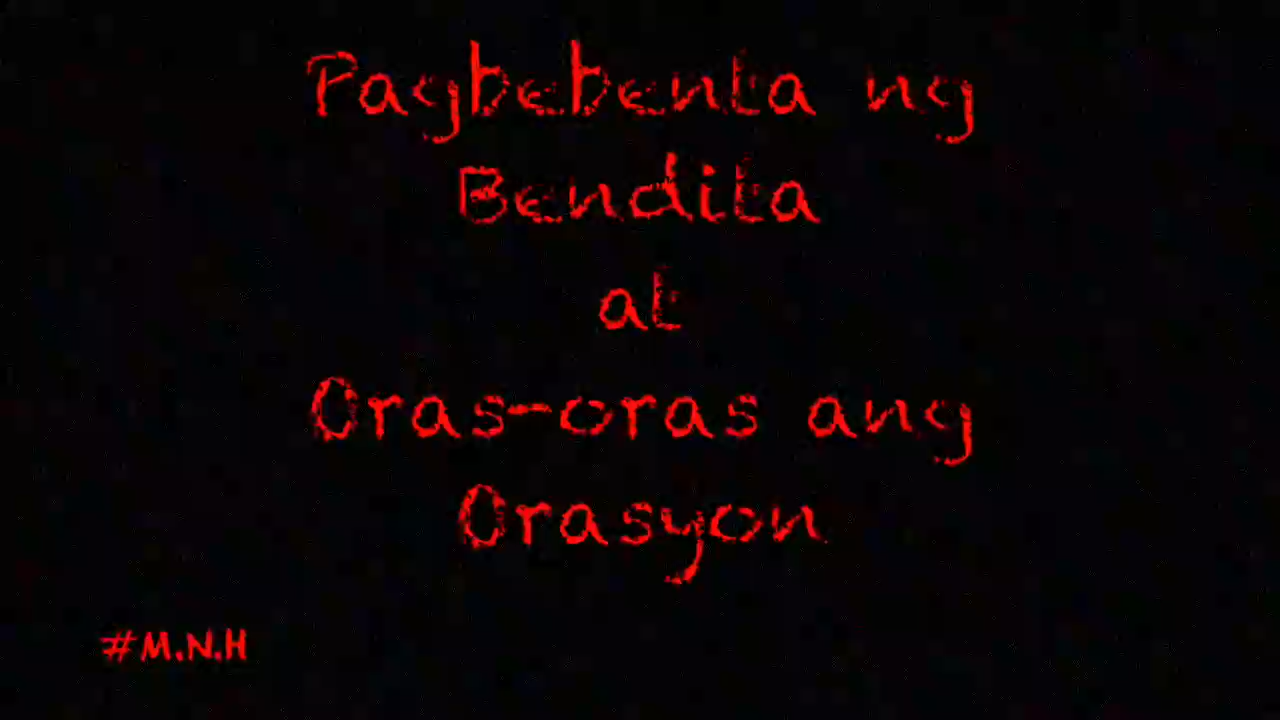 Pagbebenta ng
Bendita
at
Oras-oras ang
Orasyon
#M.N.H